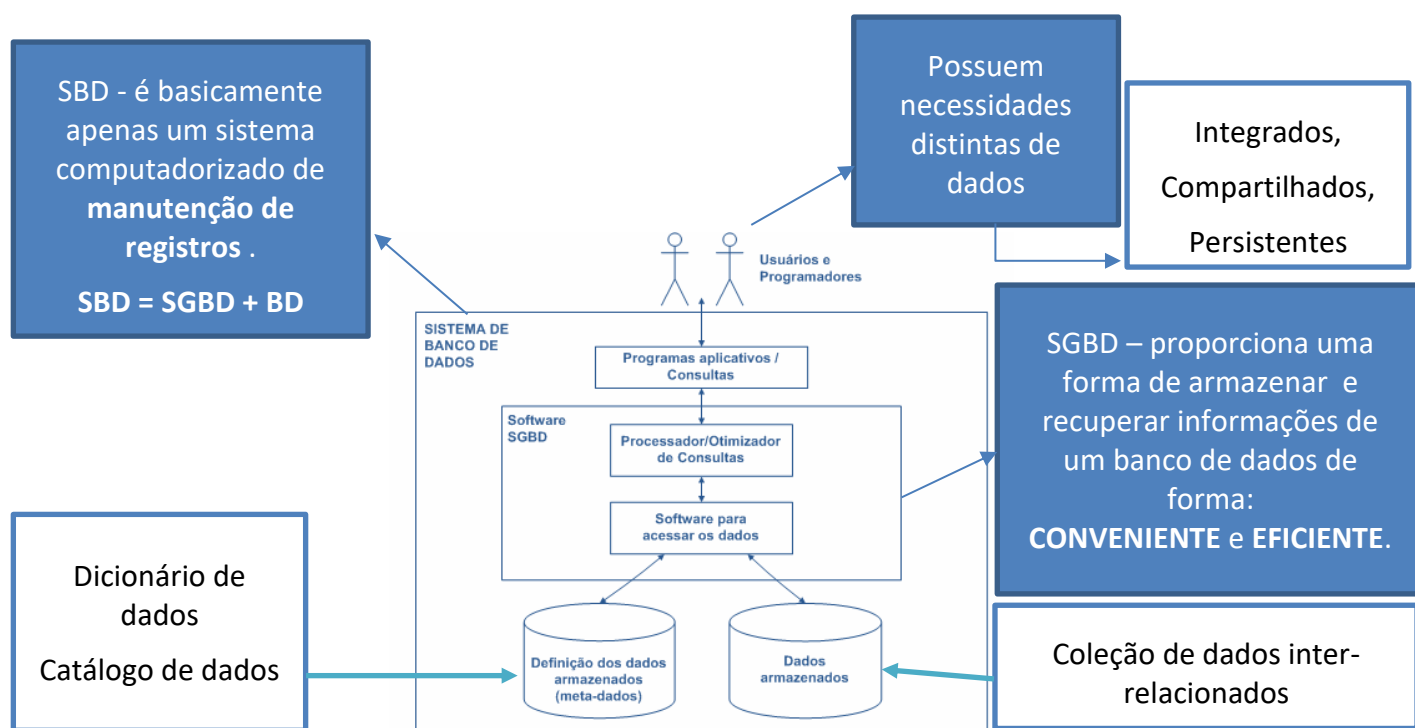 SBD - é basicamente
apenas um sistema
computadorizado de
manutenção de
registros .
SBD = SGBD + BD
Possuem
necessidades
distintas de
dados
Integrados,
Compartilhados,
Persistentes
Usuários e
Programadores
SISTEMA DE
BANCO DE
DADOS
Programas aplicativos /
Consultas
Software
SGBD
Processador/Otimizador
de Consultas
Software para
acessar os dados
SGBD – proporciona uma
forma de armazenar e
recuperar informações de
um banco de dados de
forma:
CONVENIENTE e EFICIENTE.
Dicionário de
dados
Catálogo de dados
Definição dos dados
armazenados
(meta-dados)
Dados
armazenados
Coleção de dados inter-
relacionados